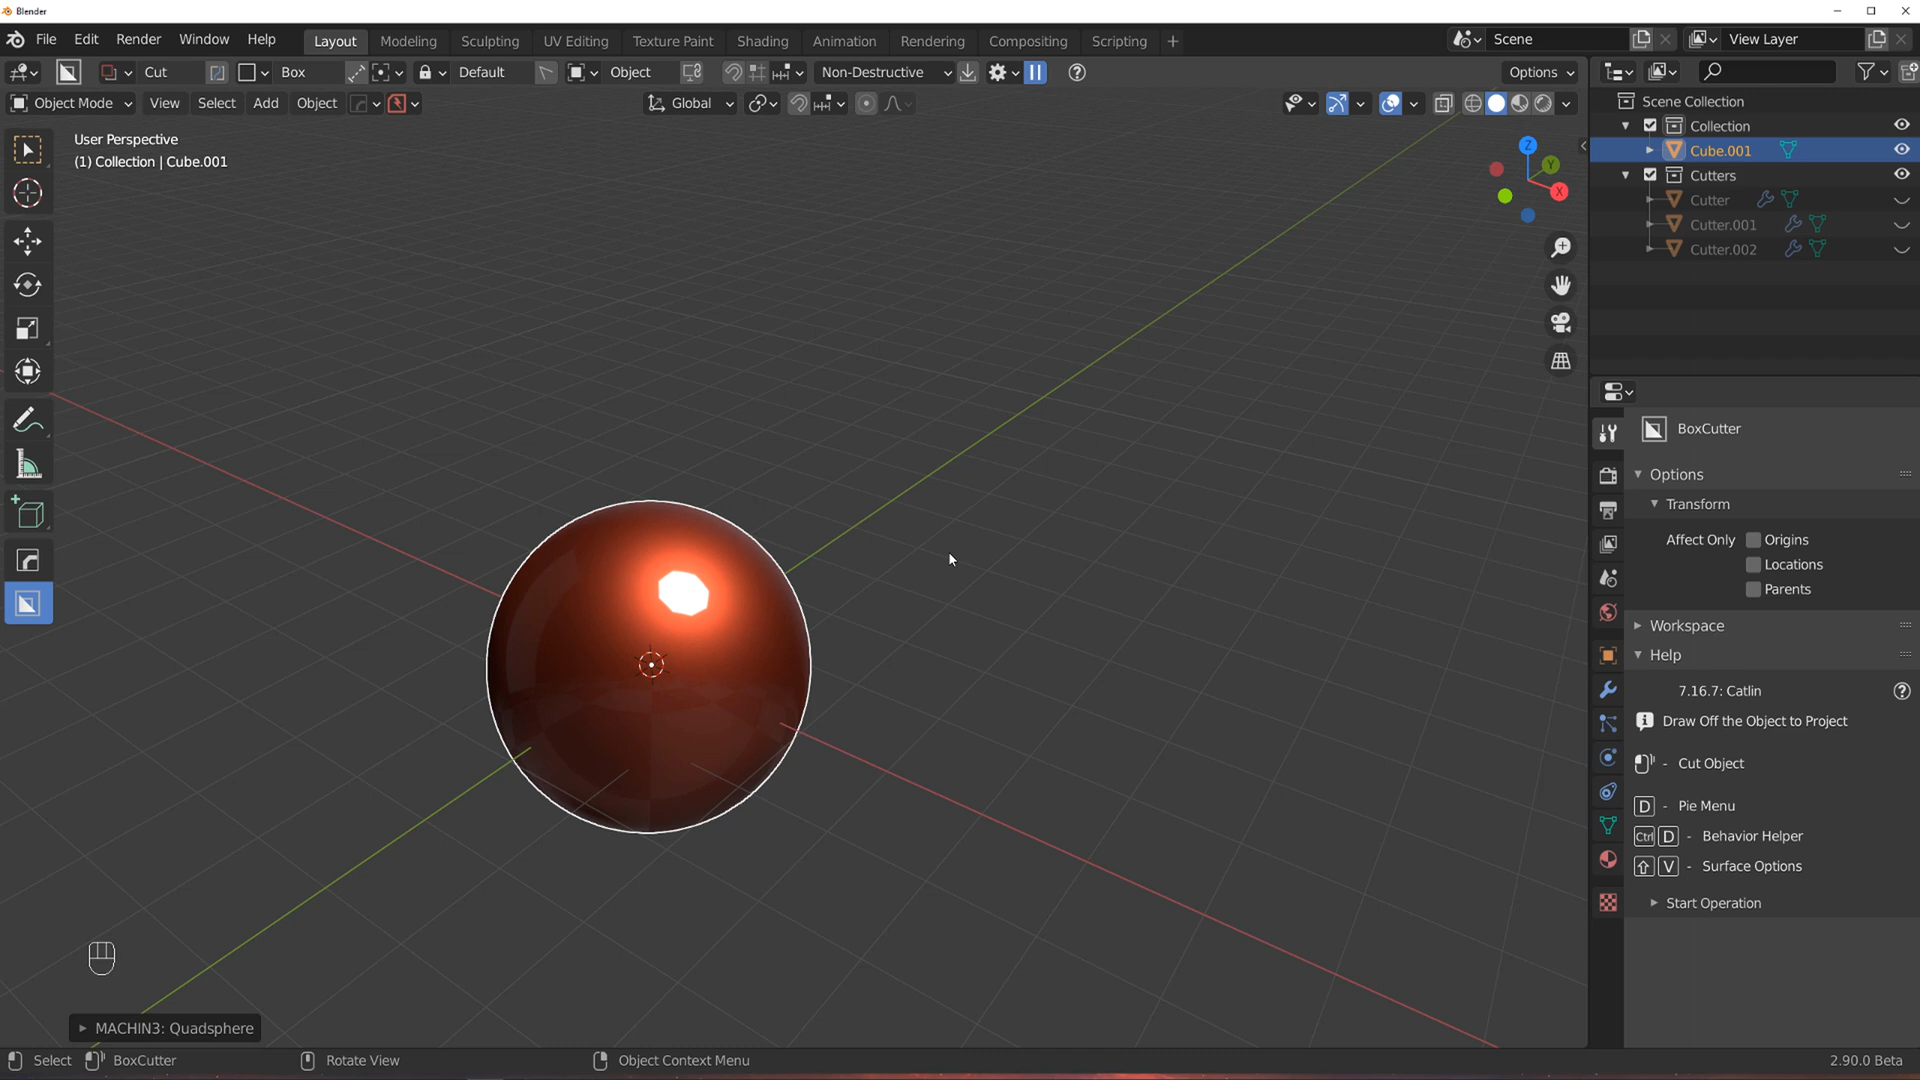 Blender
File Edit Render Window Help Layout Modeling Sculpting UV Editing Texture Paint Shading Animation Rendering Compositing Scripting + Scene View Layer
Cut Box Default Object Non-Destructive Options
Object Mode View Select Add Object Global
User Perspective
(1) Collection | Cube.001
Z
Y
X
MACHIN3: Quadsphere
Scene Collection
Collection
Cube.001
Cutters
Cutter
Cutter.001
Cutter.002
BoxCutter
Options
Transform
Affect Only Origins
Locations
Parents
Workspace
Help
7.16.7: Catlin
Draw Off the Object to Project
- Cut Object
D - Pie Menu
Ctrl D - Behavior Helper
V - Surface Options
Start Operation
Select BoxCutter Rotate View Object Context Menu 2.90.0 Beta